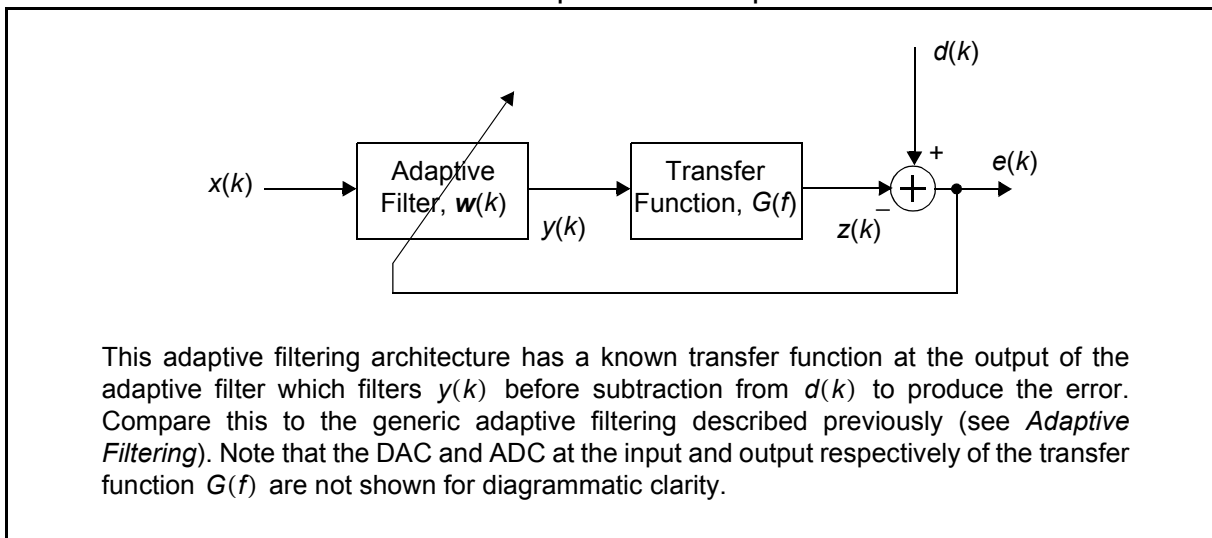 d(k)
Adaptive
Filter, w(k)
Transfer
Function, G(f)
x(k)
y(k)
z(k)
–
+
+
e(k)
This adaptive filtering architecture has a known transfer function at the output of the
adaptive filter which filters y(k) before subtraction from d(k) to produce the error.
Compare this to the generic adaptive filtering described previously (see Adaptive
Filtering). Note that the DAC and ADC at the input and output respectively of the transfer
function G(f) are not shown for diagrammatic clarity.